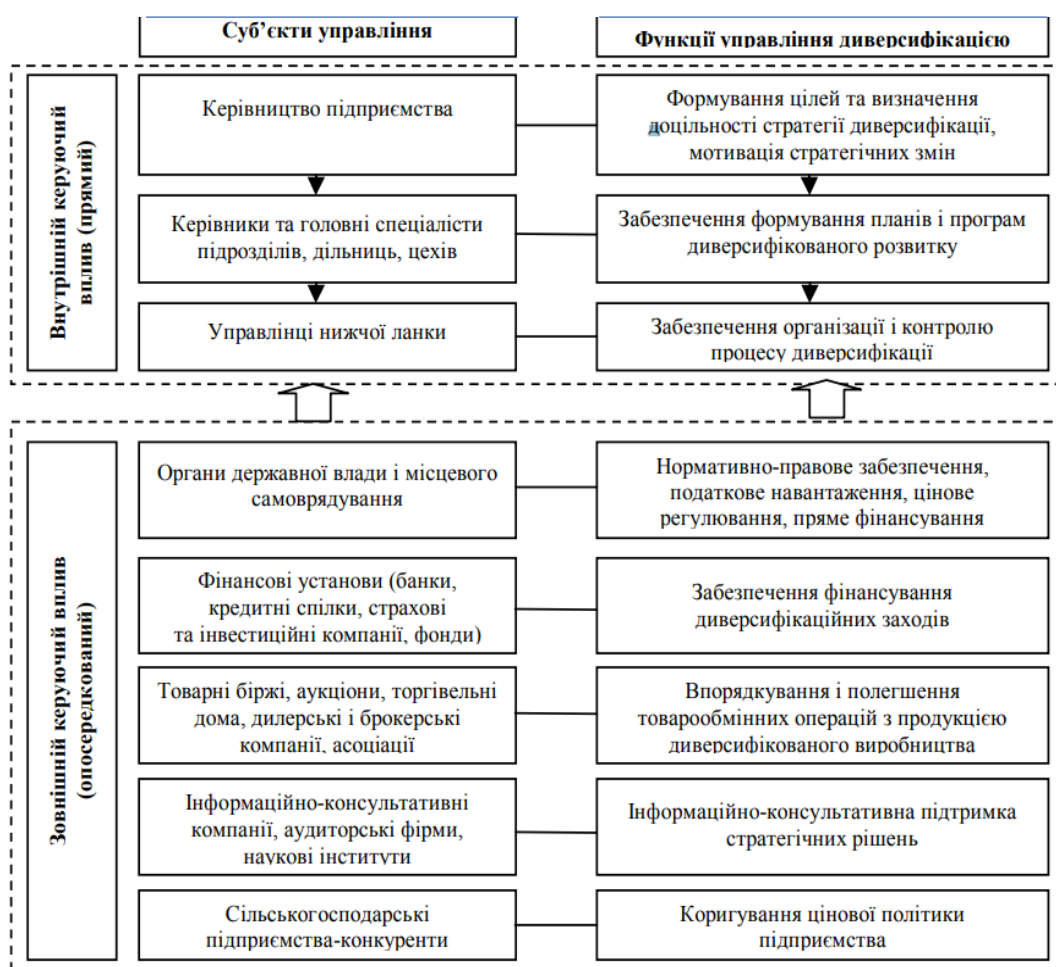 Суб’єкти управління
Функції управління диверсифікацією
Внутрішній керуючий
вплив (прямий)
Керівництво підприємства
Формування цілей та визначення
доцільності стратегії диверсифікації,
мотивація стратегічних змін
Керівники та головні спеціалісти
підрозділів, дільниць, цехів
Забезпечення формування планів і програм
диверсифікованого розвитку
Управлінці нижчої ланки
Забезпечення організації і контролю
процесу диверсифікації
Зовнішній керуючий вплив
(опосередкований)
Органи державної влади і місцевого
самоврядування
Нормативно-правове забезпечення,
податкове навантаження, цінове
регулювання, пряме фінансування
Фінансові установи (банки,
кредитні спілки, страхові
та інвестиційні компанії, фонди)
Забезпечення фінансування
диверсифікаційних заходів
Товарні біржі, аукціони, торгівельні
дома, дилерські і брокерські
компанії, асоціації
Впорядкування і полегшення
товарообмінних операцій з продукцією
диверсифікованого виробництва
Інформаційно-консультативні
компанії, аудиторські фірми,
наукові інститути
Інформаційно-консультативна підтримка
стратегічних рішень
Сільськогосподарські
підприємства-конкуренти
Коригування цінової політики
підприємства